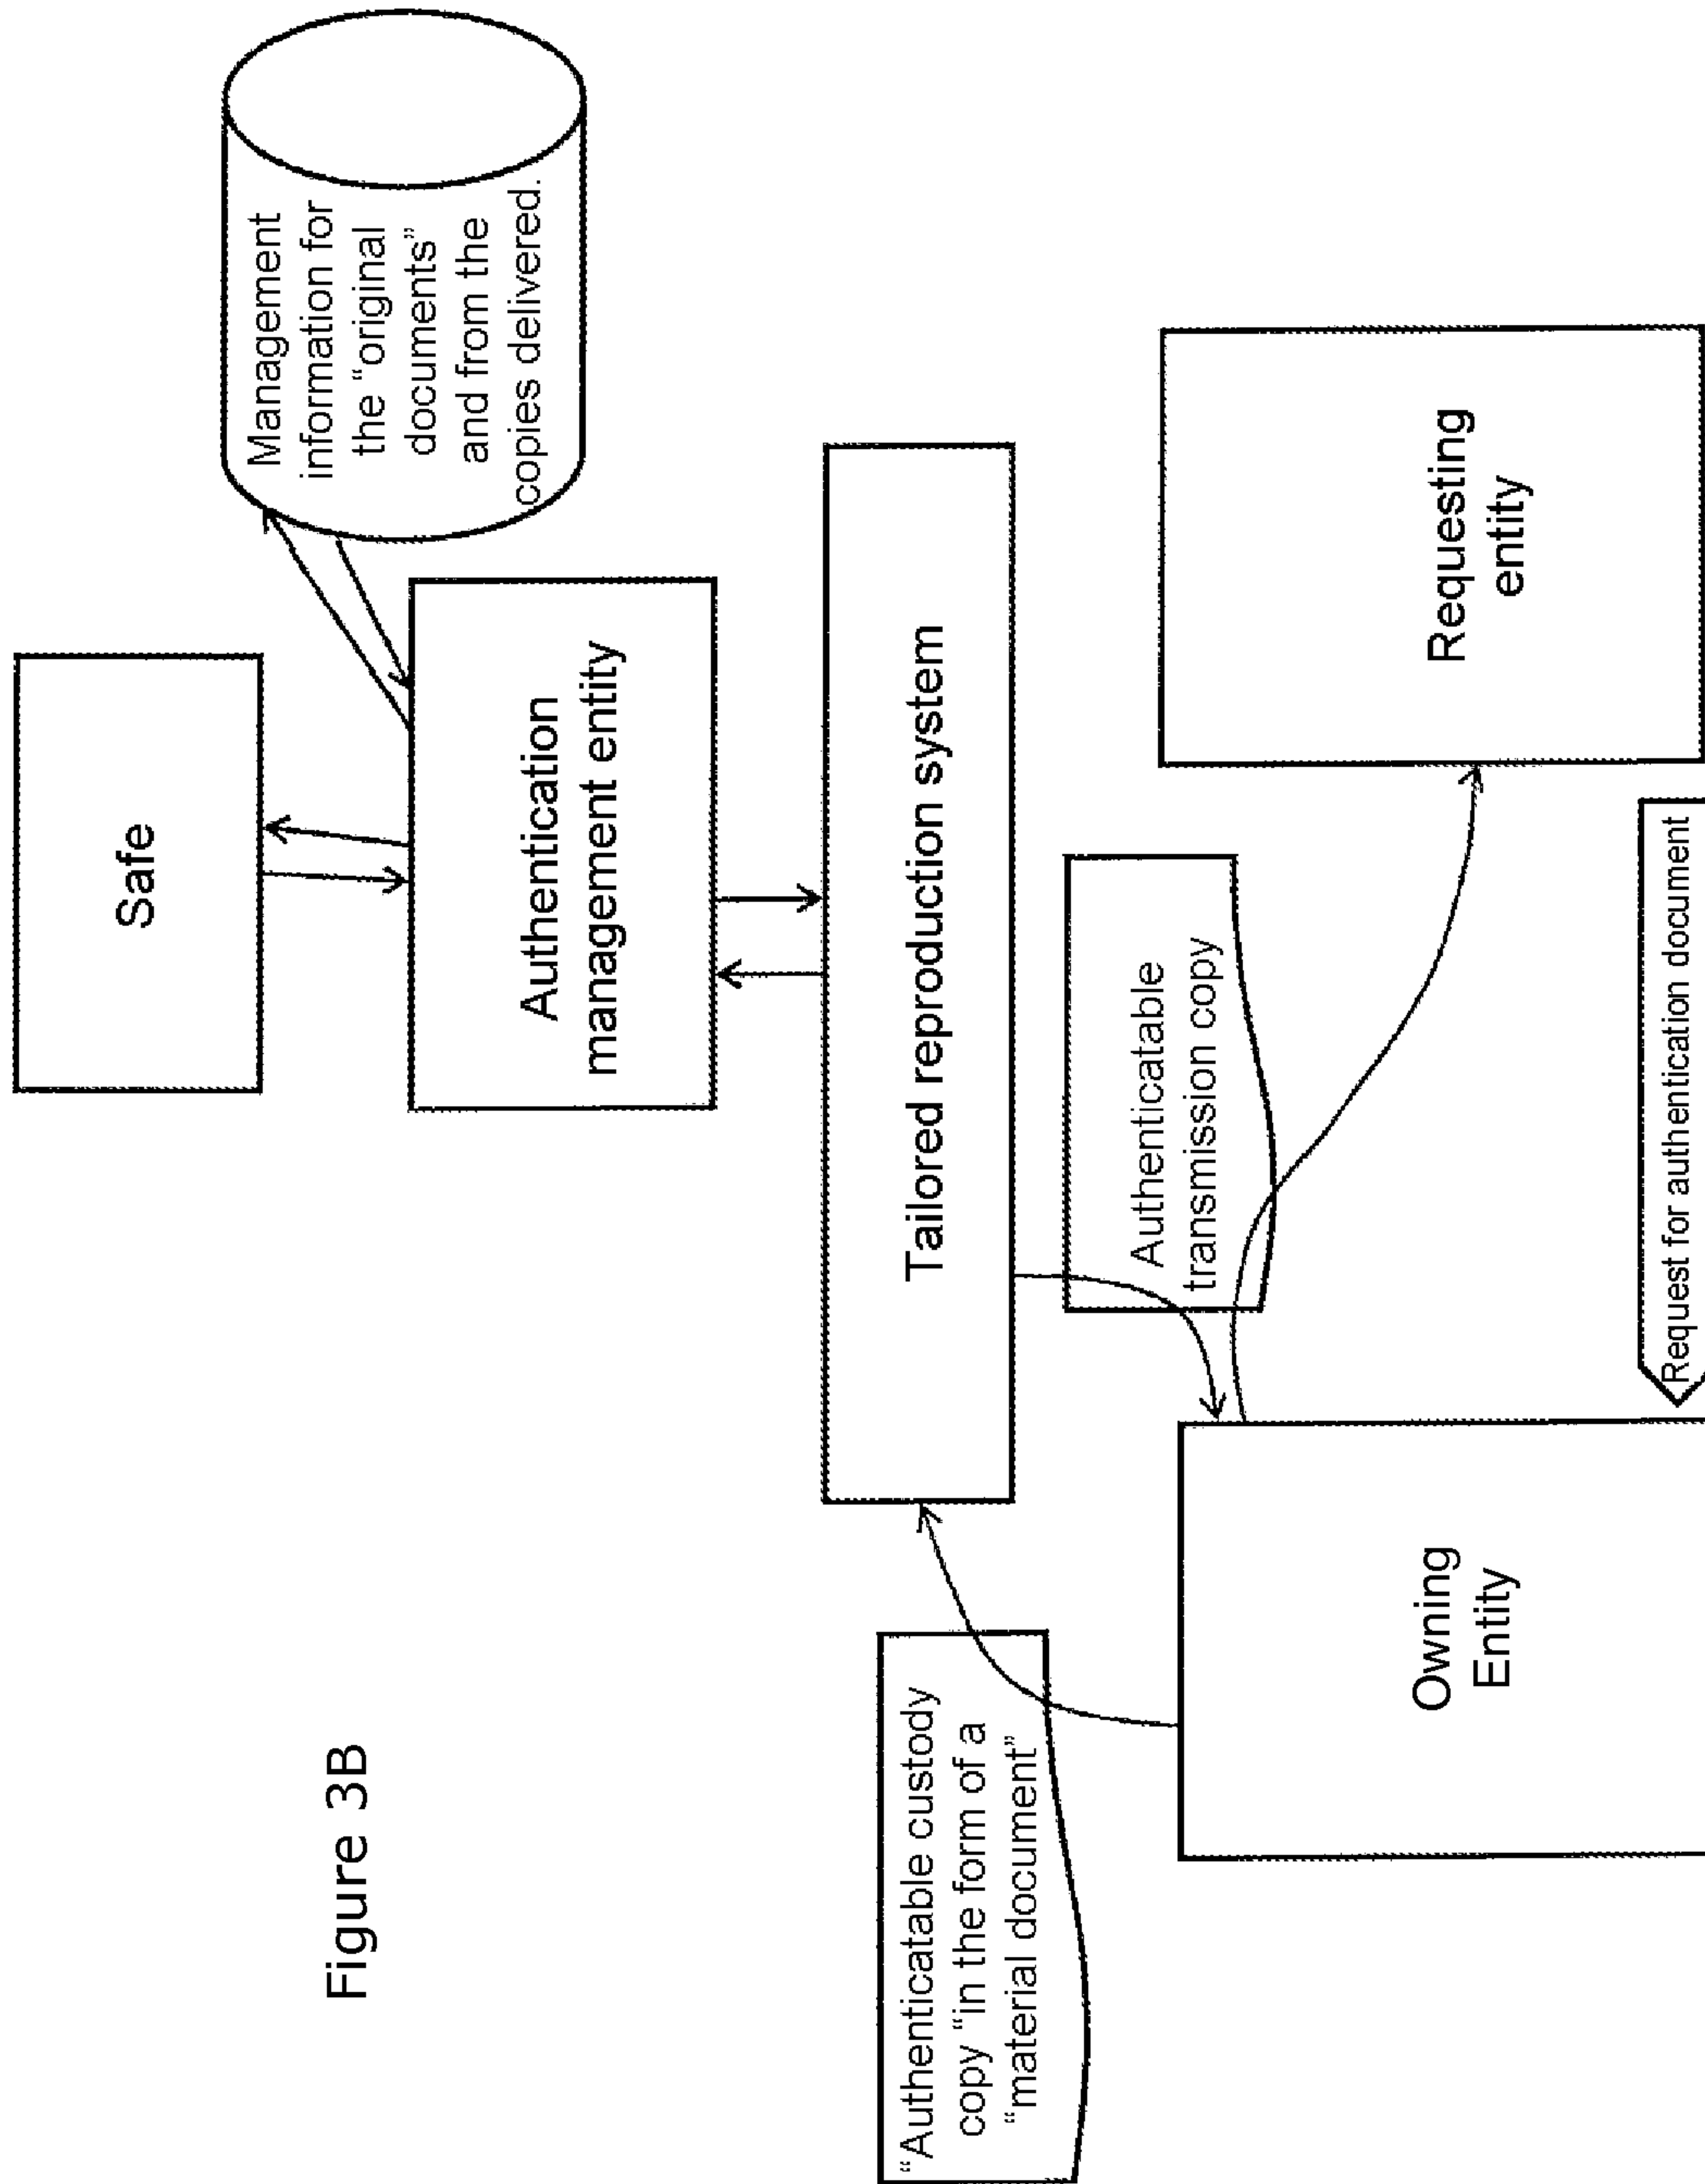 Figure 3B
Safe
Management
information for
the “original
documents”
and from the
copies delivered.
Authentication
management entity
Tailored reproduction system
“Authenticatable custody
copy “in the form of a
“material document”
Authenticatable
transmission copy
Owning
Entity
Requesting
entity
Request for authentication document